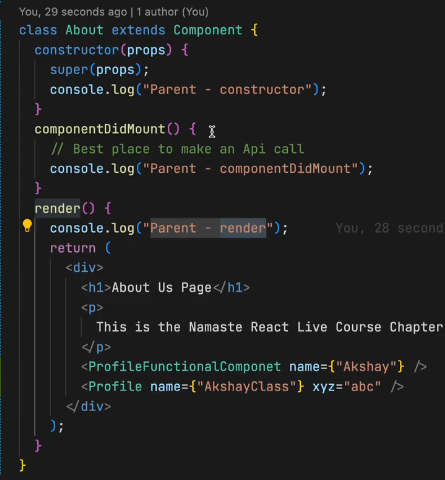 You, 29 seconds ago | 1 author (You)
class About extends Component {
constructor(props) {
super(props);
console.log("Parent - constructor");
}
componentDidMount() {
// Best place to make an Api call
console.log("Parent - componentDidMount");
}
render() {
console.log("Parent - render"); You, 28 second
return (
<div>
<h1>About Us Page</h1>
<p>
This is the Namaste React Live Course Chapter
</p>
<ProfileFunctionalComponet name={"Akshay"} />
<Profile name={"AkshayClass"} xyz="abc" />
</div>
);
}
}